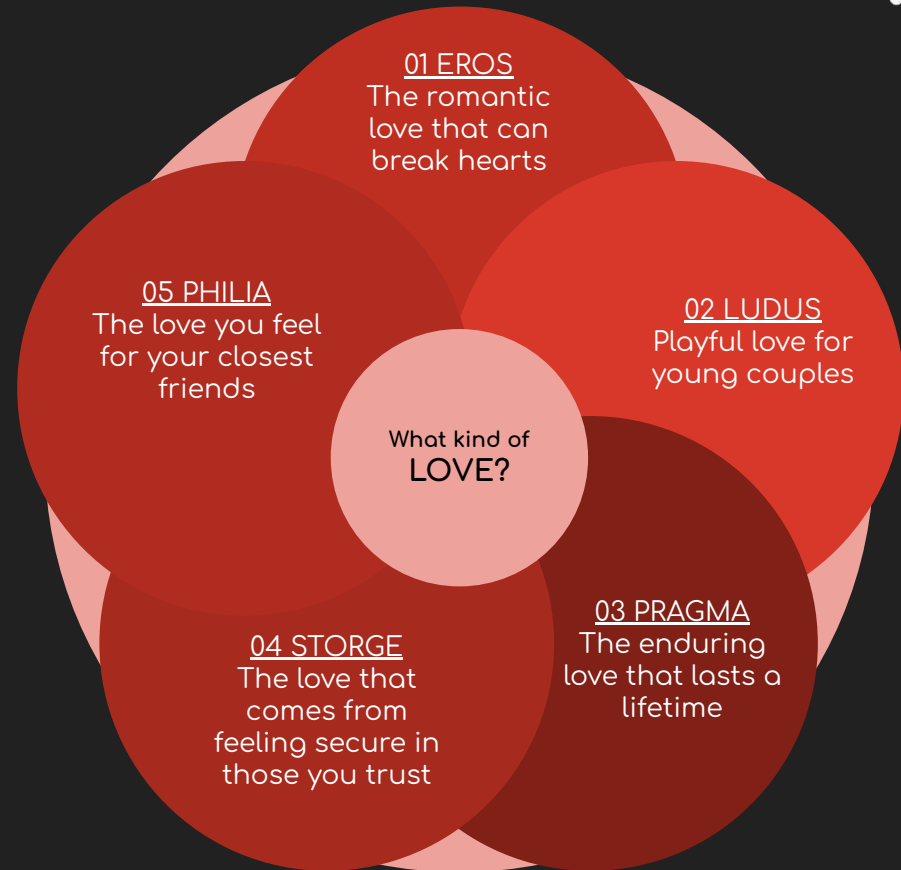 01 EROS
The romantic
love that can
break hearts
02 LUDUS
Playful love for
young couples
03 PRAGMA
The enduring
love that lasts a
lifetime
04 STORGE
The love that
comes from
feeling secure in
those you trust
05 PHILIA
The love you feel
for your closest
friends
What kind of
LOVE?